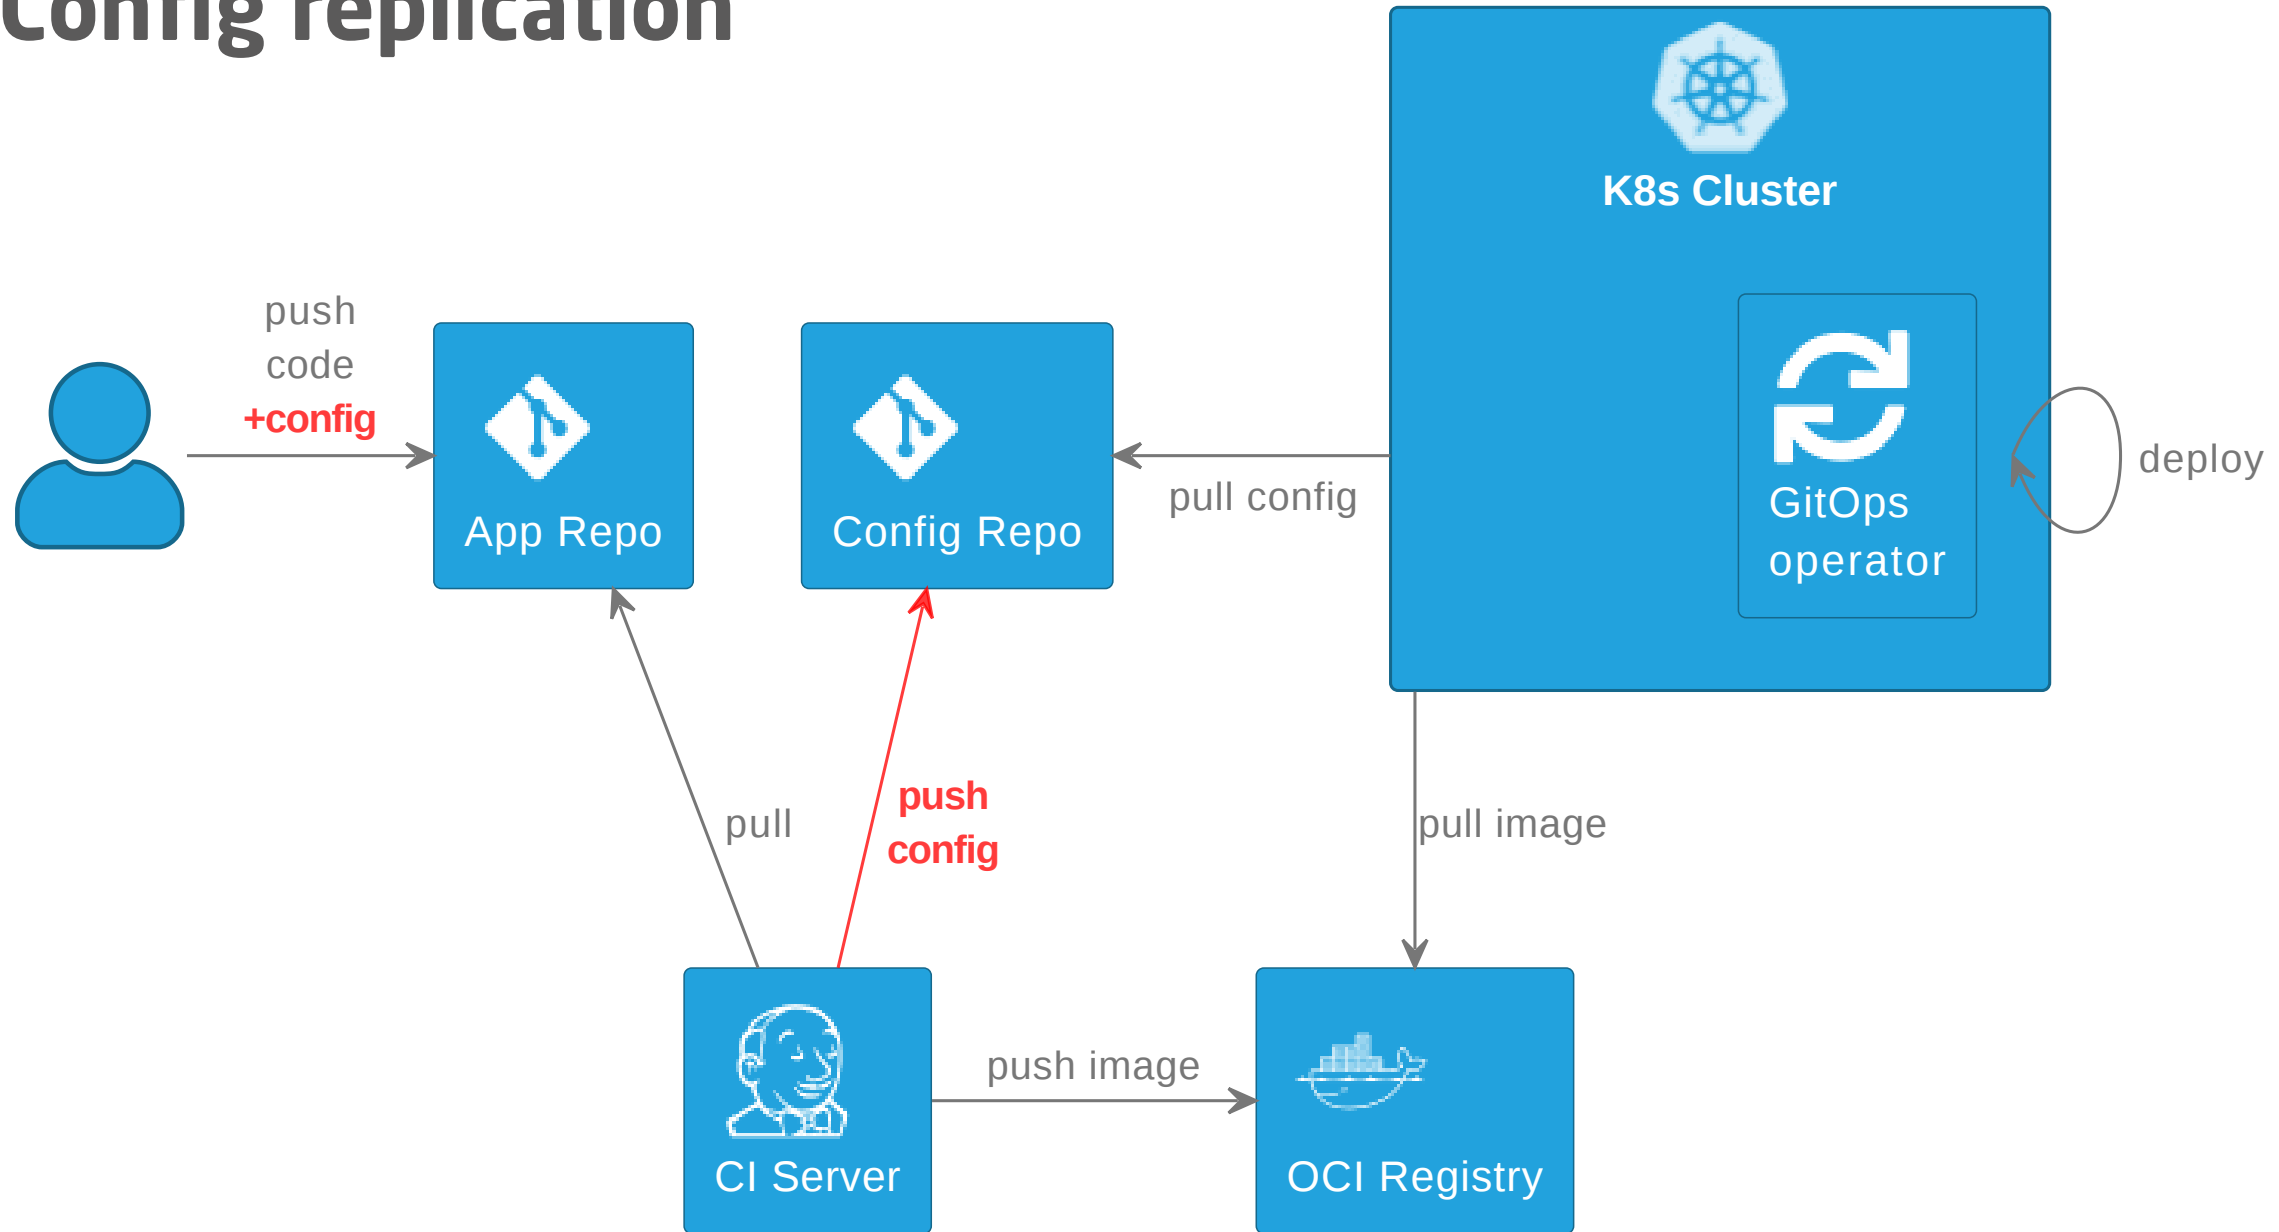 Config replication
K8s Cluster
push
code
+config
App Repo
Config Repo
pull config
GitOps
operator
deploy
pull
push
config
pull image
push image
CI Server
OCI Registry